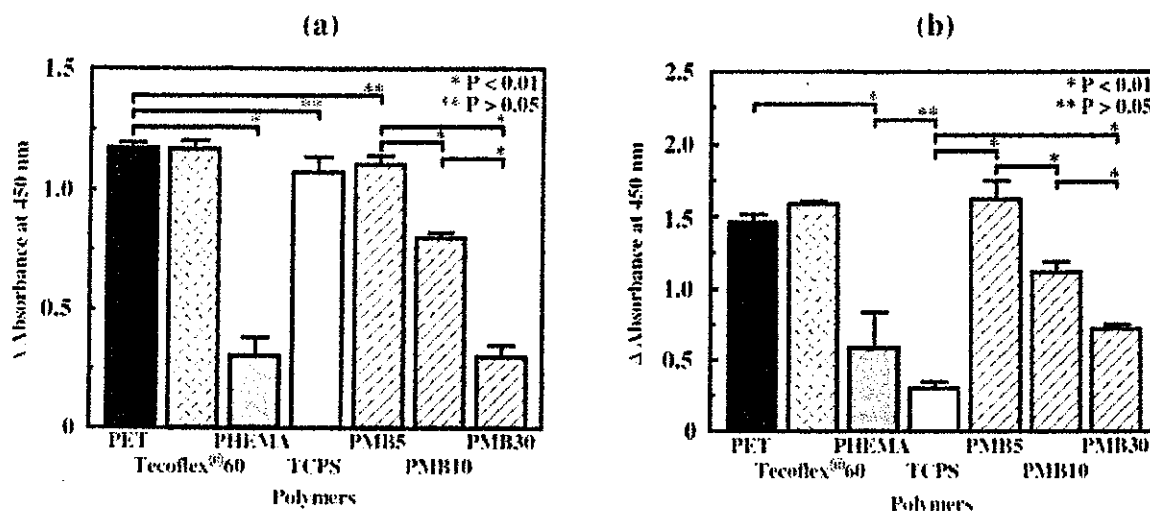 (a)
1.5
1.0
0.5
0
Δ Absorbance at 450 nm
* P < 0.01
** P > 0.05
**
**
*
*
*
*
PET
PHEMA
PMB5
PMB30
Tecoflex®60
TCPS
PMB10
Polymers
(b)
2.5
2.0
1.5
1.0
0.5
0
Δ Absorbance at 450 nm
* P < 0.01
** P > 0.05
*
**
*
*
*
*
PET
PHEMA
PMB5
PMB30
Tecoflex®60
TCPS
PMB10
Polymers